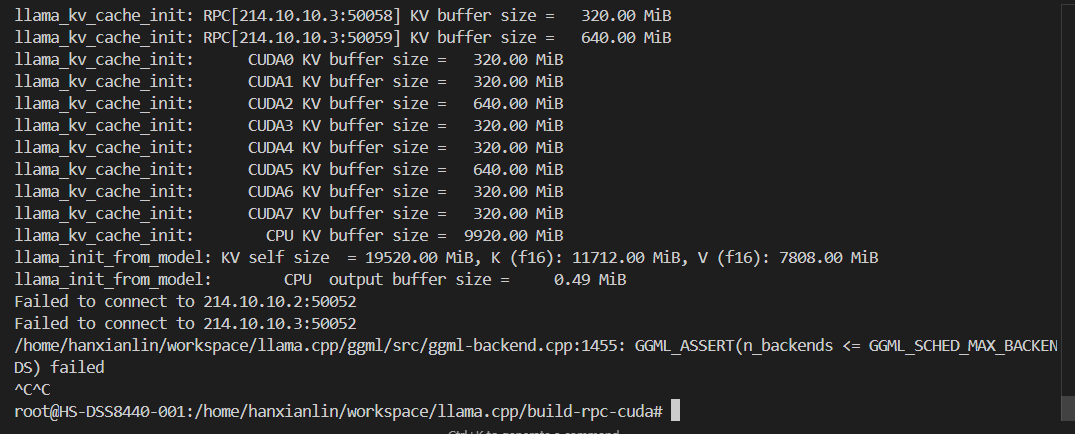 llama_kv_cache_init: RPC[214.10.10.3:50058] KV buffer size =   320.00 MiB
llama_kv_cache_init: RPC[214.10.10.3:50059] KV buffer size =   640.00 MiB
llama_kv_cache_init:      CUDA0 KV buffer size =   320.00 MiB
llama_kv_cache_init:      CUDA1 KV buffer size =   320.00 MiB
llama_kv_cache_init:      CUDA2 KV buffer size =   640.00 MiB
llama_kv_cache_init:      CUDA3 KV buffer size =   320.00 MiB
llama_kv_cache_init:      CUDA4 KV buffer size =   320.00 MiB
llama_kv_cache_init:      CUDA5 KV buffer size =   640.00 MiB
llama_kv_cache_init:      CUDA6 KV buffer size =   320.00 MiB
llama_kv_cache_init:      CUDA7 KV buffer size =   320.00 MiB
llama_kv_cache_init:        CPU KV buffer size =  9920.00 MiB
llama_init_from_model: KV self size  = 19520.00 MiB, K (f16): 11712.00 MiB, V (f16): 7808.00 MiB
llama_init_from_model:        CPU  output buffer size =     0.49 MiB
Failed to connect to 214.10.10.2:50052
Failed to connect to 214.10.10.3:50052
/home/hanxianlin/workspace/llama.cpp/ggml/src/ggml-backend.cpp:1455: GGML_ASSERT(n_backends <= GGML_SCHED_MAX_BACKEN
DS) failed
^C^C
root@HS-DSS8440-001:/home/hanxianlin/workspace/llama.cpp/build-rpc-cuda#
Ctrl+K to generate a command